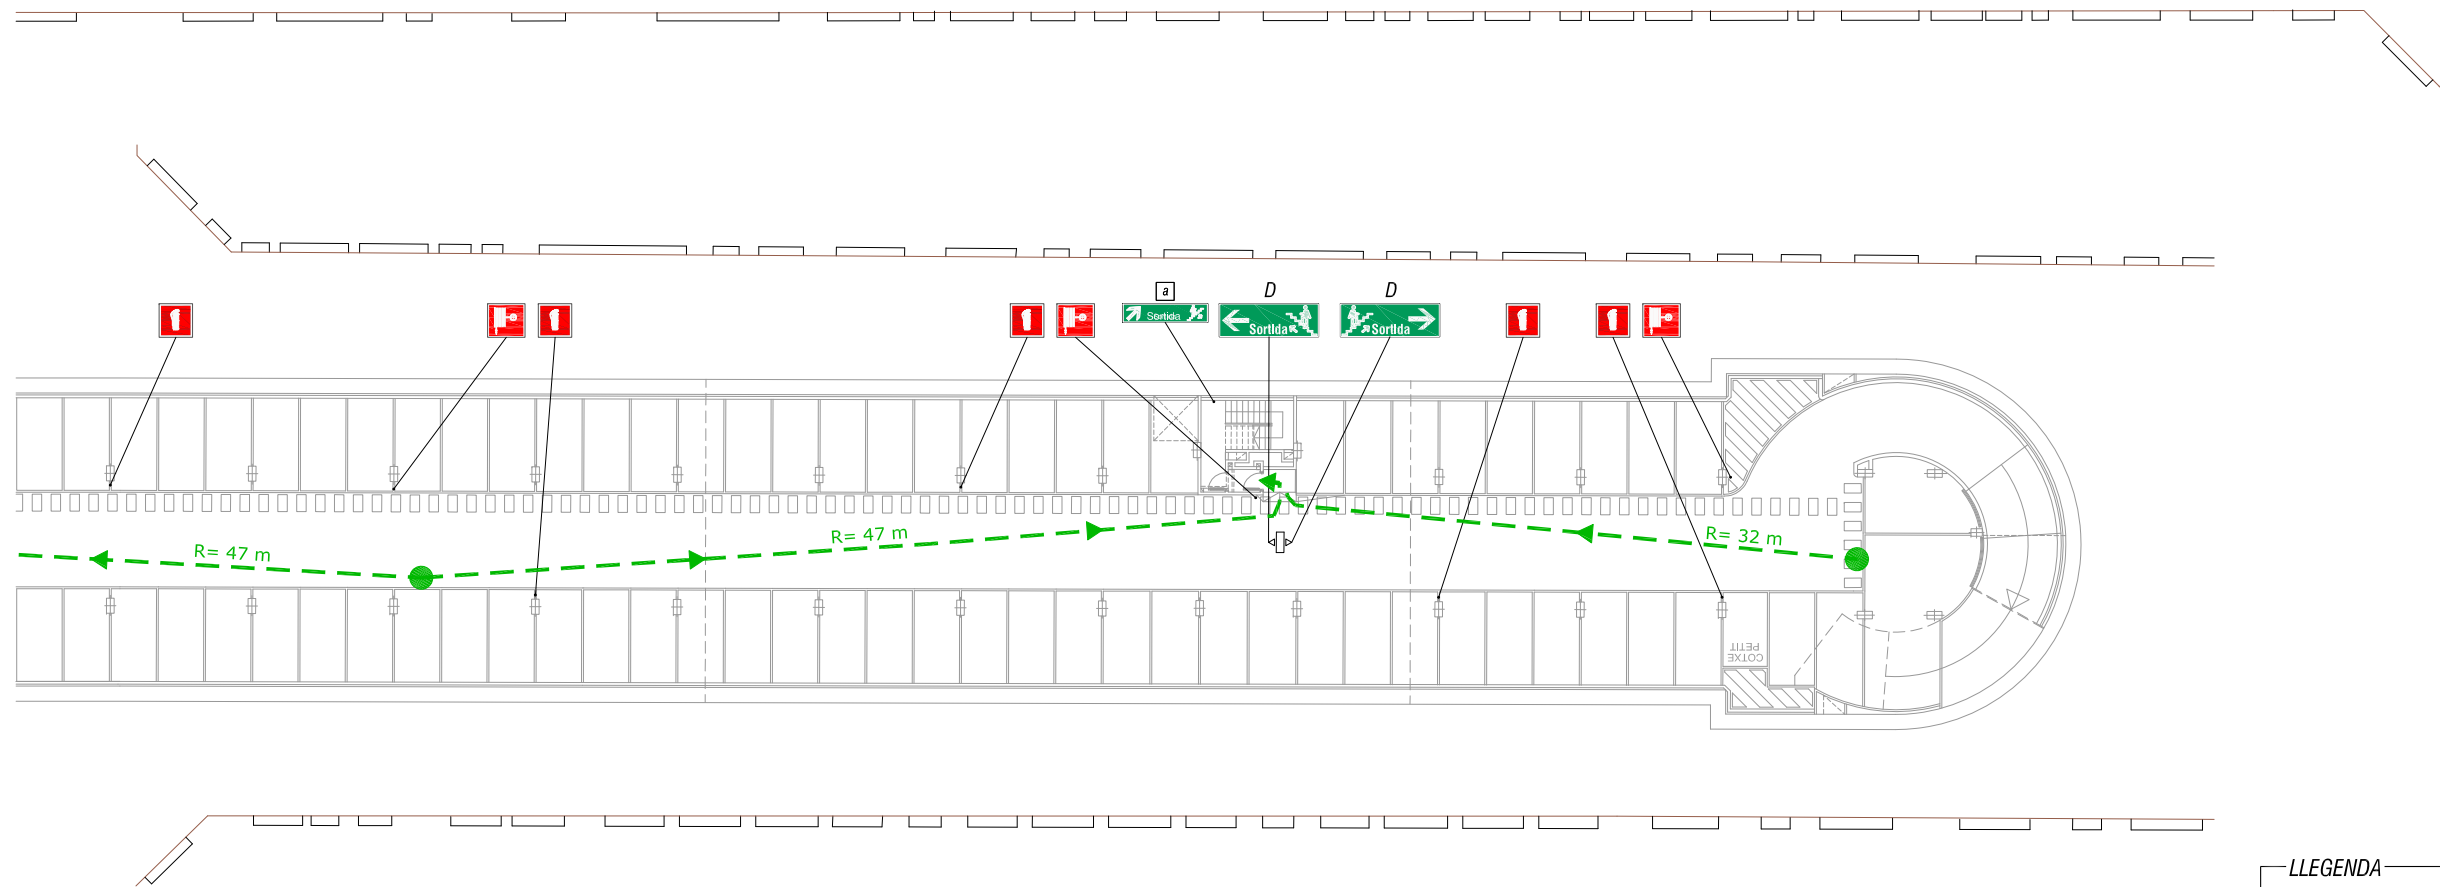 a
D
D
Sortida
Sortida
Sortida
R= 47 m
R= 47 m
R= 32 m
COTXE
PETIT
LLEGENDA